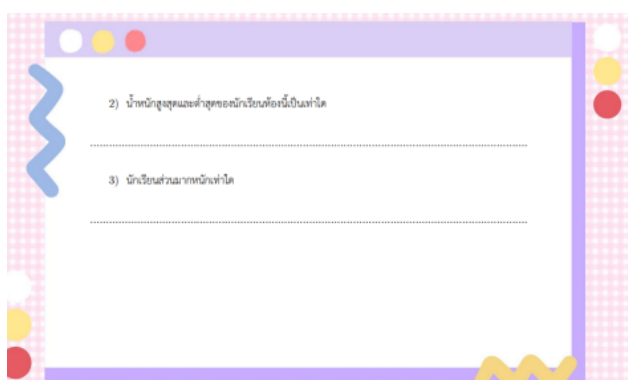 2) น้ำหนักสูงสุดและต่ำสุดของนักเรียนห้องนี้เป็นเท่าใด
3) นักเรียนส่วนมากหนักเท่าใด